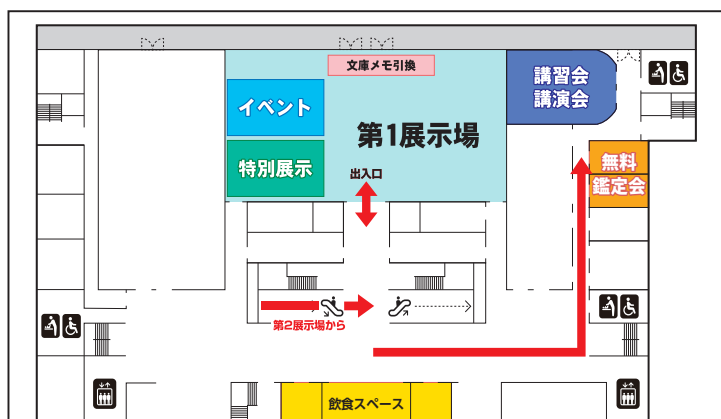 文庫メモ引換
講習会
講演会
イベント
第1展示場
特別展示
出入口
無料
鑑定会
第2展示場から
飲食スペース